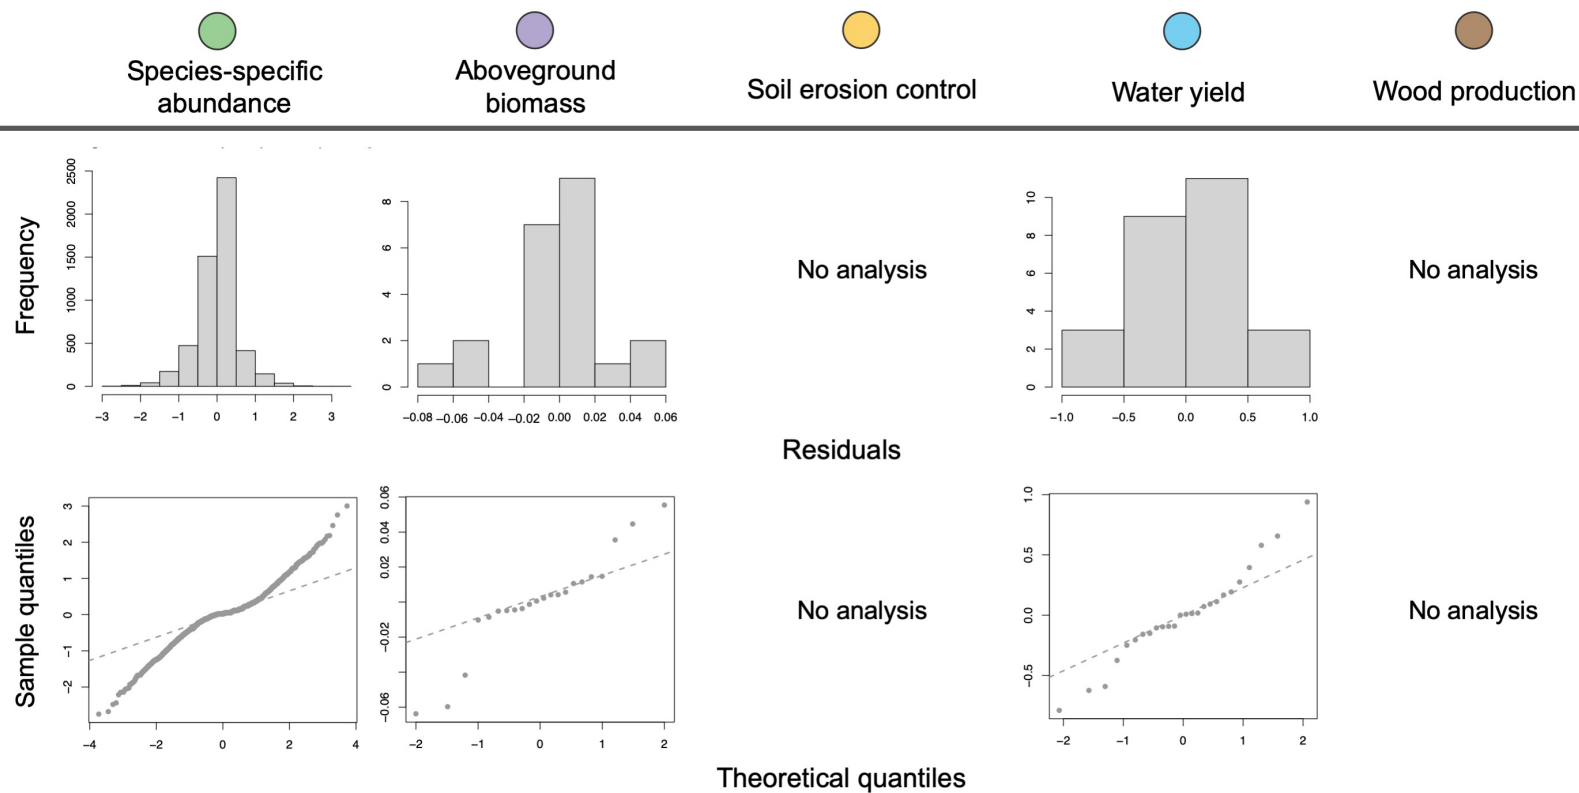 Species-specific
abundance
Aboveground
biomass
Soil erosion control
Water yield
Wood production
Frequency
2500
2000
1500
1000
500
0
−3 −2 −1 0 1 2 3
8
6
4
2
0
−0.08 −0.06 −0.04 −0.02 0.00 0.02 0.04 0.06
No analysis
10
8
6
4
2
0
−1.0 −0.5 0.0 0.5 1.0
No analysis
Residuals
Sample quantiles
3
2
1
0
−1
−2
−4 −2 0 2 4
0.06
0.04
0.02
−0.02
−0.06
−2 −1 0 1 2
No analysis
1.0
0.5
0.0
−0.5
−2 −1 0 1 2
No analysis
Theoretical quantiles